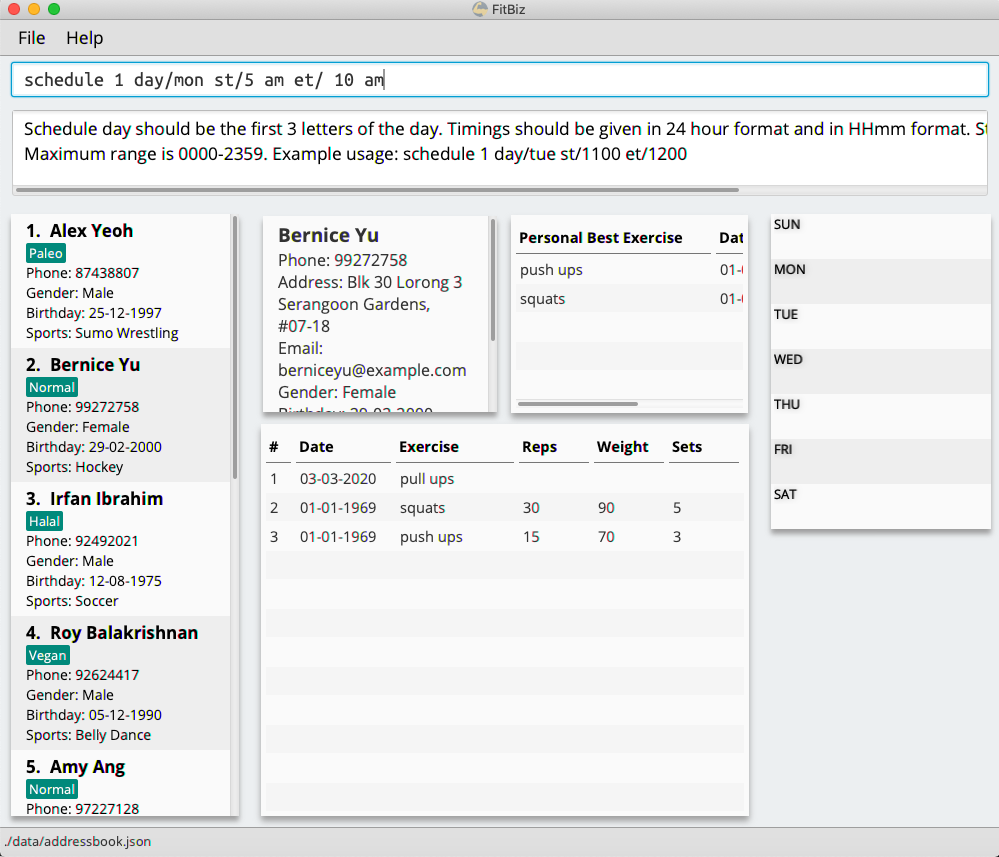 FitBiz
File Help
schedule 1 day/mon st/5 am et/ 10 am
Schedule day should be the first 3 letters of the day. Timings should be given in 24 hour format and in HHmm format. St
Maximum range is 0000-2359. Example usage: schedule 1 day/tue st/1100 et/1200
1. Alex Yeoh
Paleo
Phone: 87438807
Gender: Male
Birthday: 25-12-1997
Sports: Sumo Wrestling
2. Bernice Yu
Normal
Phone: 99272758
Gender: Female
Birthday: 29-02-2000
Sports: Hockey
3. Irfan Ibrahim
Halal
Phone: 92492021
Gender: Male
Birthday: 12-08-1975
Sports: Soccer
4. Roy Balakrishnan
Vegan
Phone: 92624417
Gender: Male
Birthday: 05-12-1990
Sports: Belly Dance
5. Amy Ang
Normal
Phone: 97227128
Bernice Yu
Phone: 99272758
Address: Blk 30 Lorong 3
Serangoon Gardens,
#07-18
Email:
berniceyu@example.com
Gender: Female
Birthday: 29-02-2000
Personal Best Exercise Dat
push ups 01-0
squats 01-0
# Date Exercise Reps Weight Sets
1 03-03-2020 pull ups
2 01-01-1969 squats 30 90 5
3 01-01-1969 push ups 15 70 3
SUN
MON
TUE
WED
THU
FRI
SAT
./data/addressbook.json